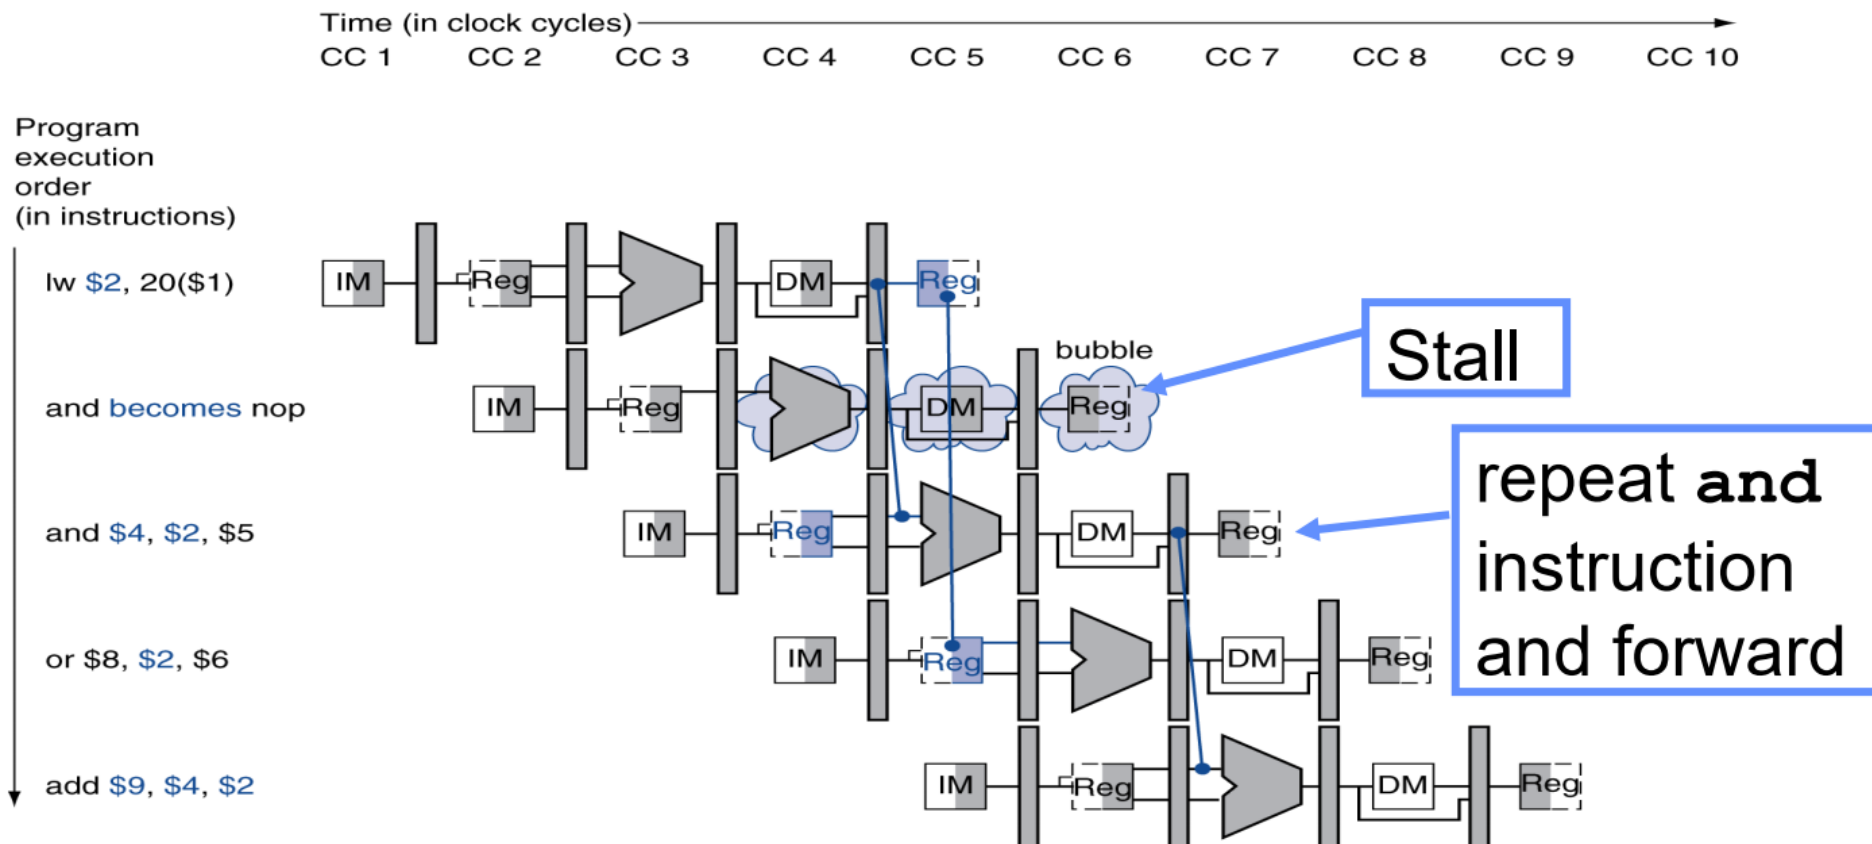 Time (in clock cycles)
CC 1 CC 2 CC 3 CC 4 CC 5 CC 6 CC 7 CC 8 CC 9 CC 10
Program
execution
order
(in instructions)
lw $2, 20($1)
IM Reg DM Reg
bubble
Stall
and becomes nop
IM Reg DM Reg
repeat and
instruction
and forward
and $4, $2, $5
IM Reg DM Reg
or $8, $2, $6
IM Reg DM Reg
add $9, $4, $2
IM Reg DM Reg